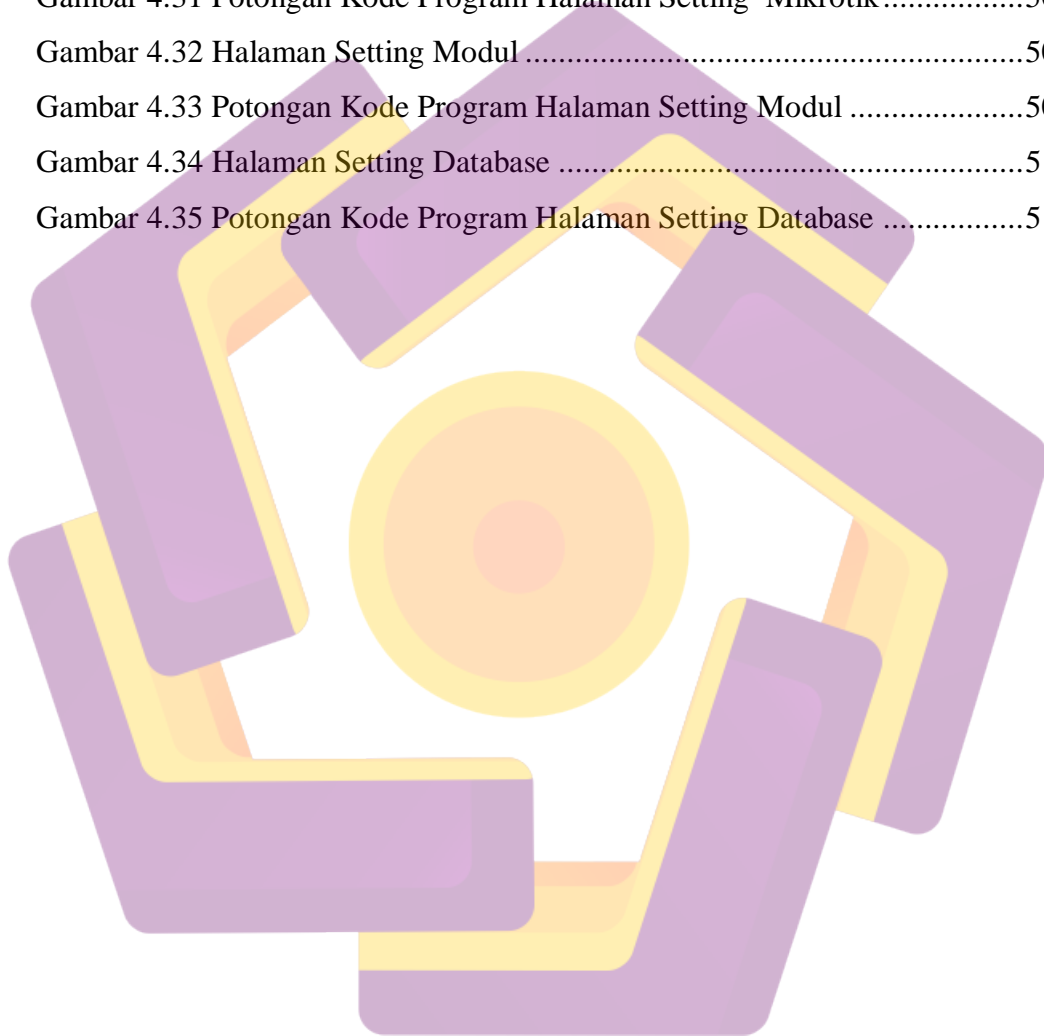 Gambar 4.31 Potongan Kode Program Halaman Setting Mikrotik
Gambar 4.32 Halaman Setting Modul ........................................................... 50
Gambar 4.33 Potongan Kode Program Halaman Setting Modul .................... 50
Gambar 4.34 Halaman Setting Database ....................................................... 5
Gambar 4.35 Potongan Kode Program Halaman Setting Database ................ 5